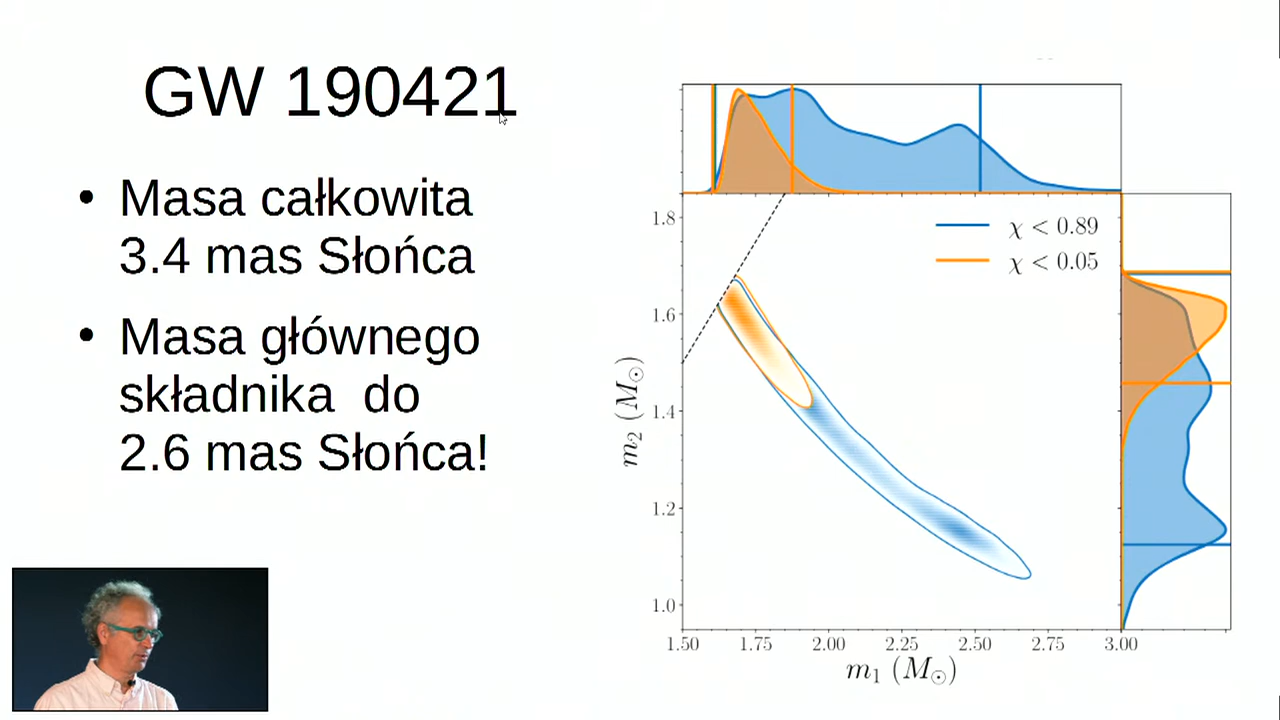 GW 190421
• Masa całkowita
3.4 mas Słońca
• Masa głównego
składnika do
2.6 mas Słońca!
χ < 0.89
χ < 0.05
1.8
1.6
1.4
1.2
1.0
m₂ (M☉)
1.50 1.75 2.00 2.25 2.50 2.75 3.00
m₁ (M☉)